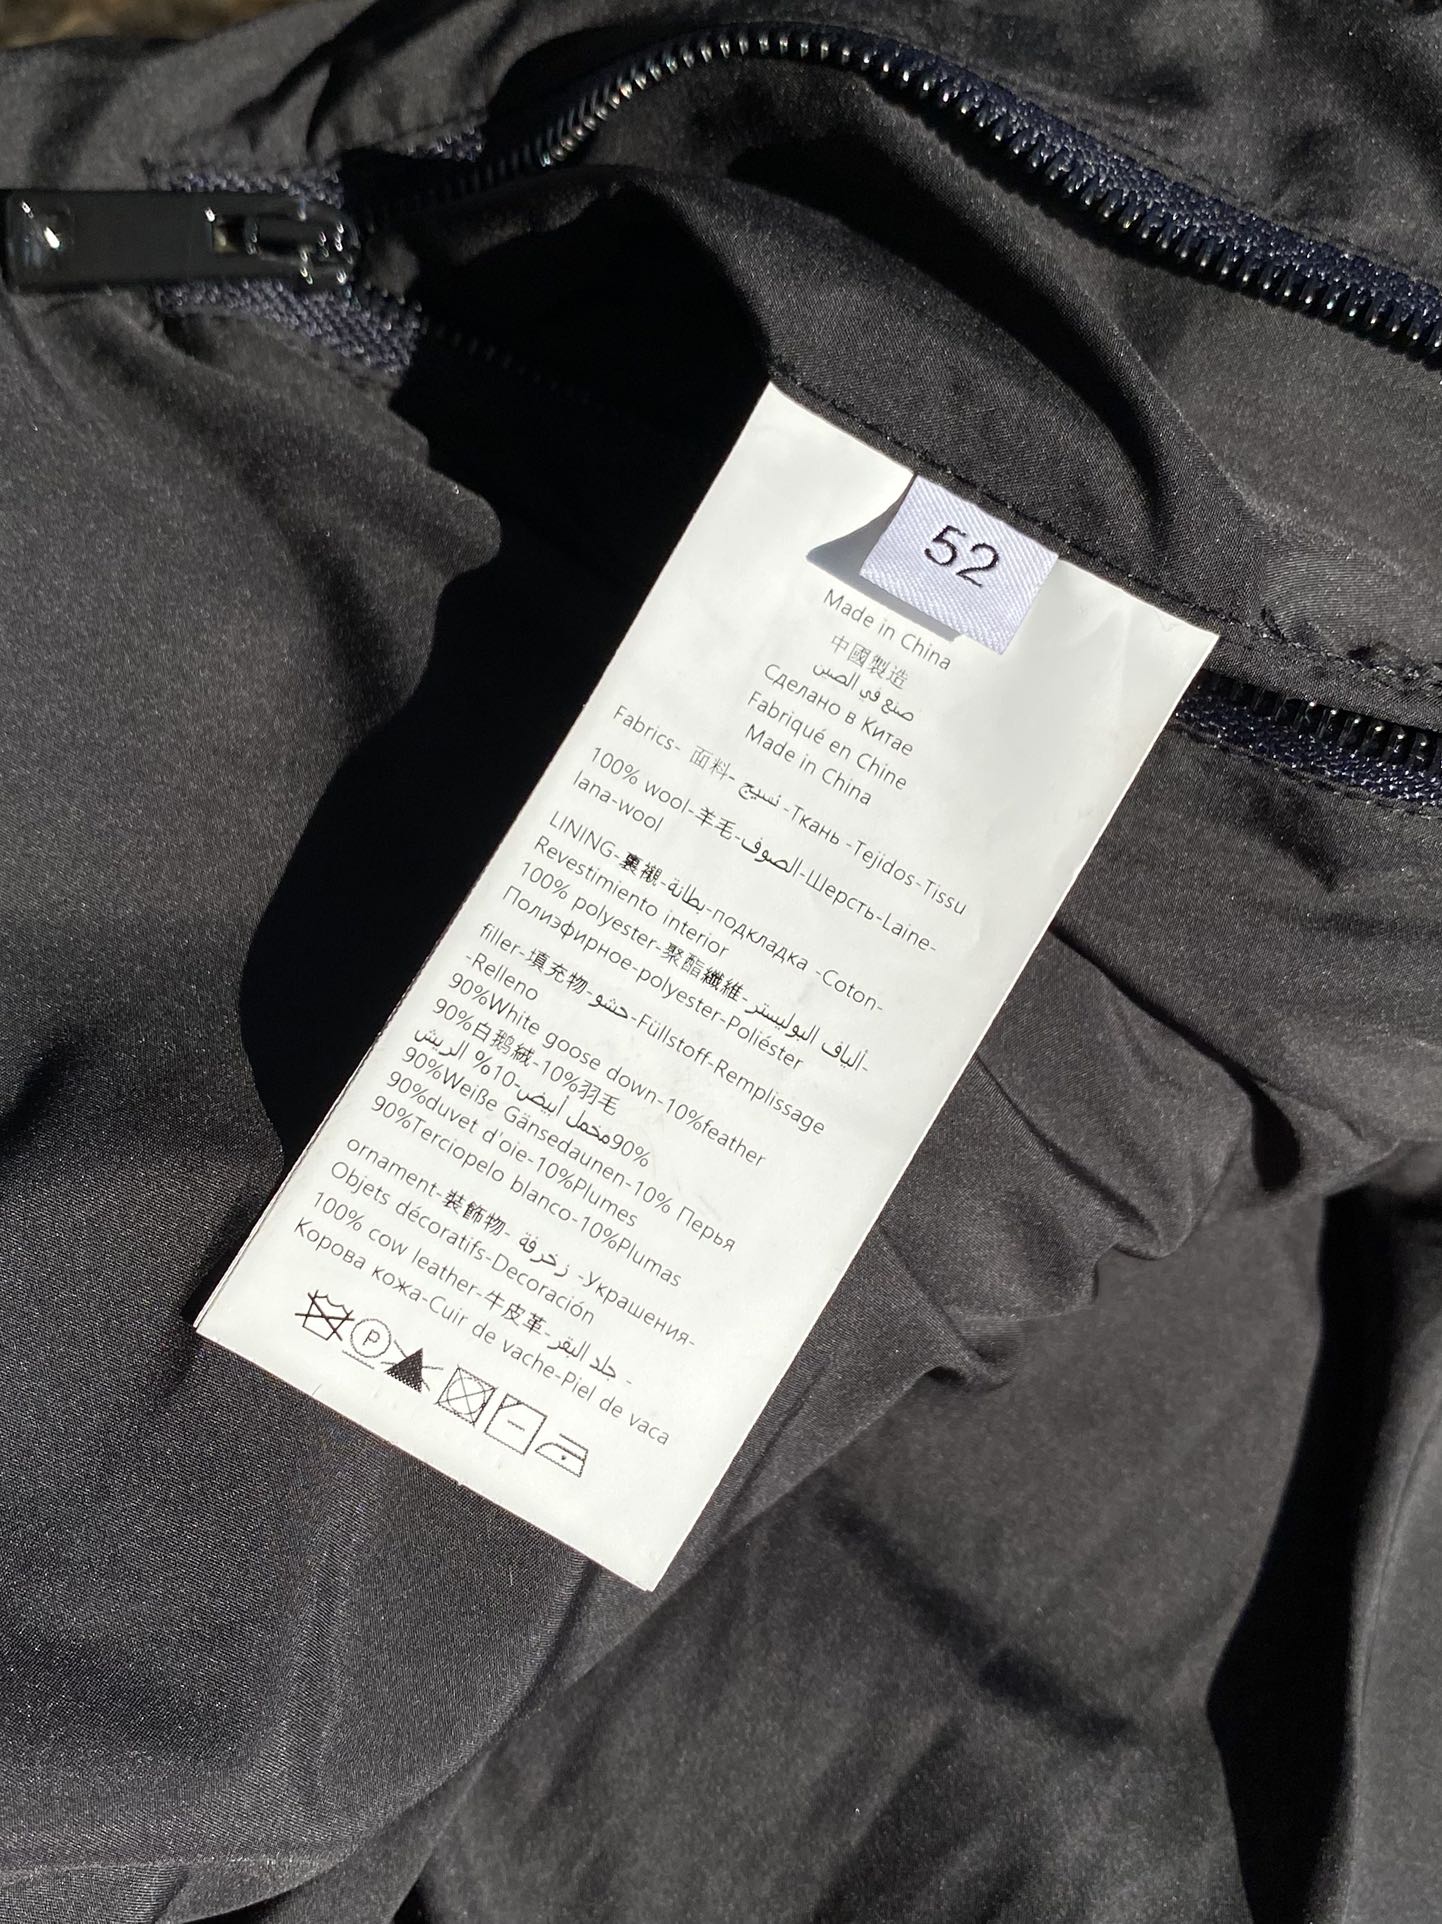 52
Made in China
中國製造
صنع في الصين
Сделано в Китае
Fabriqué en Chine
Made in China
Fabrics- 面料- نسيج -Ткань -Tejidos-Tissu
100% wool-羊毛-الصوف-Шерсть-Laine-
lana-wool
LINING-裏襯-بطانة-подкладка -Coton-
Revestimiento interior
100% polyester-聚酯纖維-ألياف البوليستر-
Полиэфирное-polyester-Poliéster
filler-填充物-حشو-Füllstoff-Remplissage
-Relleno
90%White goose down-10%feather
90%白鹅絨-10%羽毛
90%مخمل أبيض-10% الريش
90%Weiße Gänsedaunen-10% Перья
90%duvet d'oie-10%Plumes
90%Terciopelo blanco-10%Plumas
ornament-裝飾物- زخرفة -Украшения-
Objets décoratifs-Decoración
100% cow leather-牛皮革-جلد البقر -
Корова кожа-Cuir de vache-Piel de vaca
P